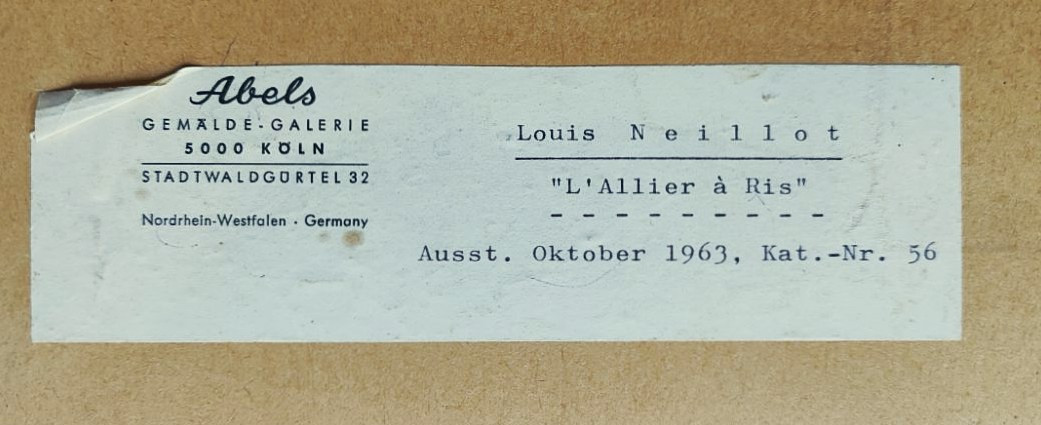 Abels
GEMÄLDE-GALERIE
5000 KÖLN
STADTWALDGÜRTEL 32
Nordrhein-Westfalen · Germany
Louis N e i l l o t
"L'Allier à Ris"
Ausst. Oktober 1963, Kat.-Nr. 56